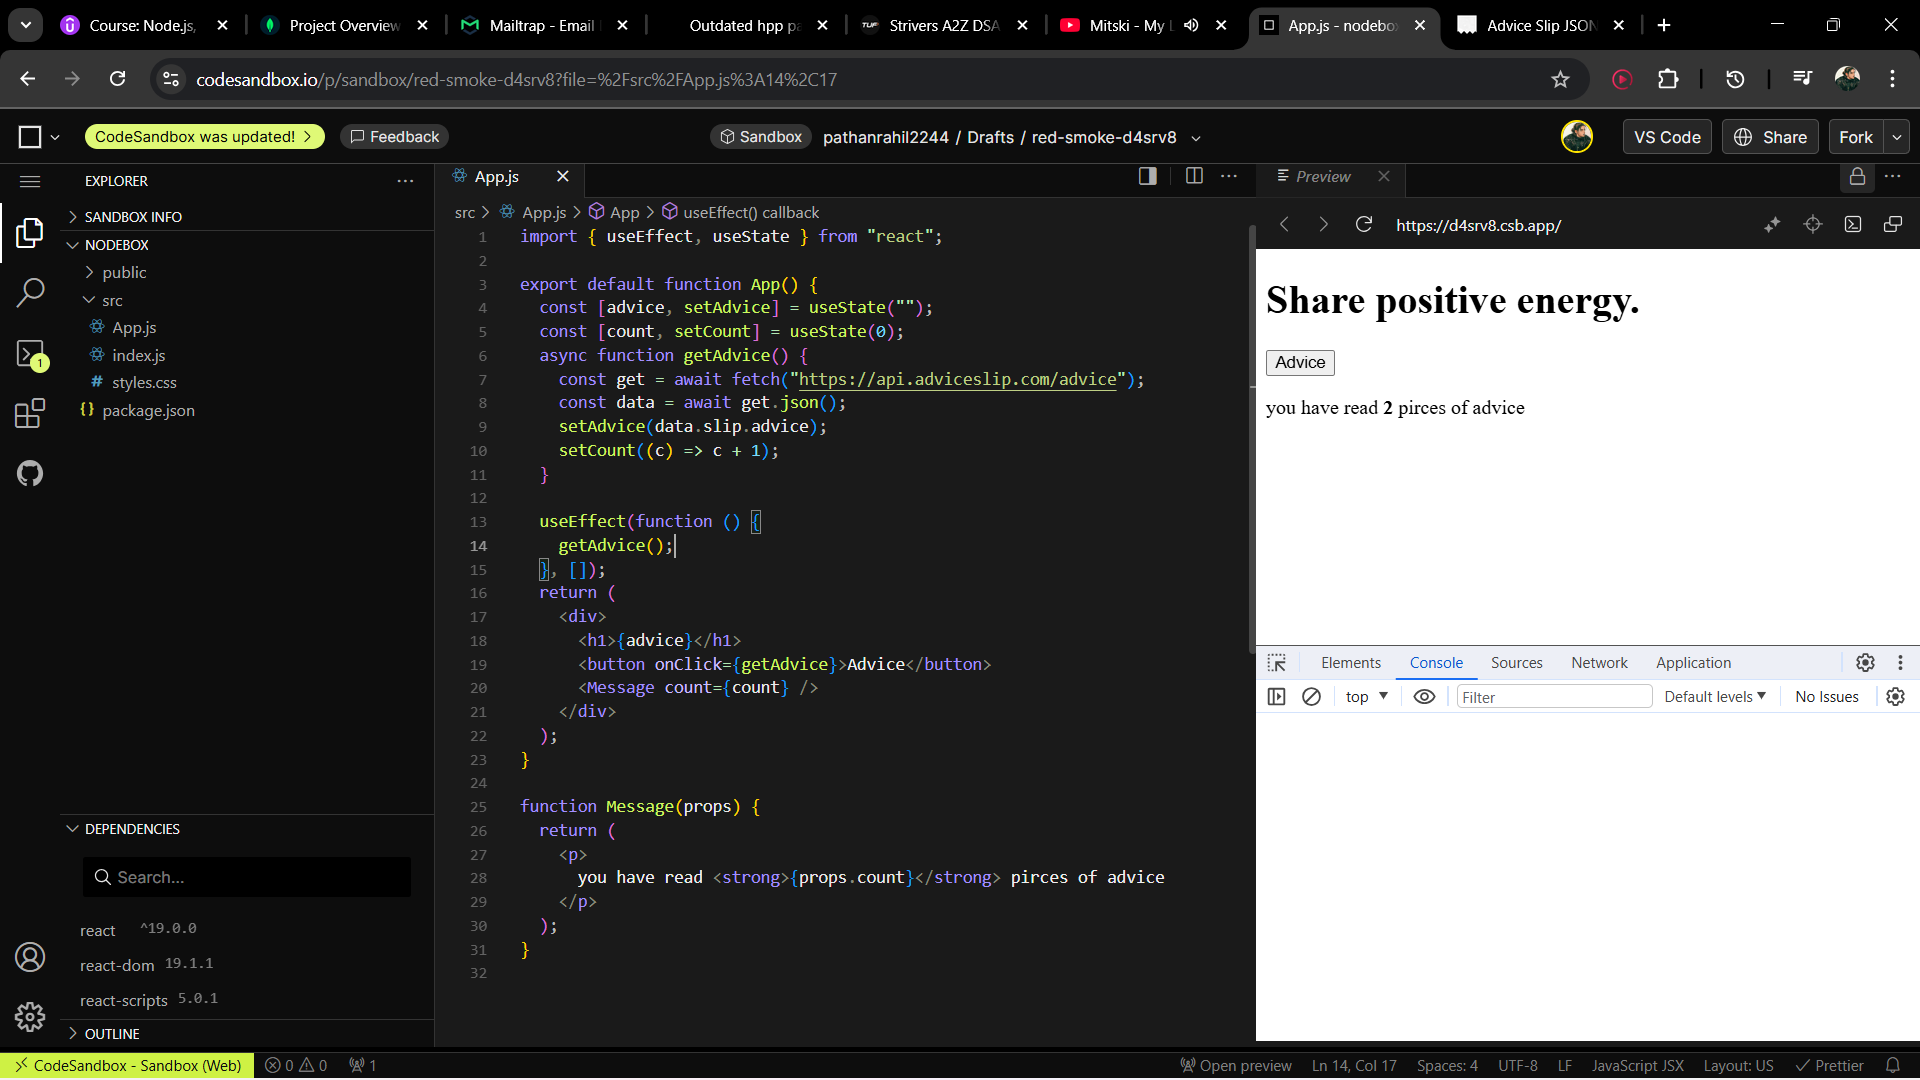 Course: Node.js,
Project Overview
Mailtrap - Email
Outdated hpp pa
Strivers A2Z DSA
Mitski - My L
App.js - nodebo
Advice Slip JSON
codesandbox.io/p/sandbox/red-smoke-d4srv8?file=%2Fsrc%2FApp.js%3A14%2C17
CodeSandbox was updated!
Feedback
Sandbox
pathanrahil2244 / Drafts / red-smoke-d4srv8
VS Code
Share
Fork
EXPLORER
SANDBOX INFO
NODEBOX
public
src
App.js
index.js
styles.css
package.json
1
DEPENDENCIES
Search...
react ^19.0.0
react-dom 19.1.1
react-scripts 5.0.1
OUTLINE
App.js
src > App.js > App > useEffect() callback
1 import { useEffect, useState } from "react";
2
3 export default function App() {
4 const [advice, setAdvice] = useState("");
5 const [count, setCount] = useState(0);
6 async function getAdvice() {
7 const get = await fetch("https://api.adviceslip.com/advice");
8 const data = await get.json();
9 setAdvice(data.slip.advice);
10 setCount((c) => c + 1);
11 }
12
13 useEffect(function () {
14 getAdvice();
15 }, []);
16 return (
17 <div>
18 <h1>{advice}</h1>
19 <button onClick={getAdvice}>Advice</button>
20 <Message count={count} />
21 </div>
22 );
23 }
24
25 function Message(props) {
26 return (
27 <p>
28 you have read <strong>{props.count}</strong> pirces of advice
29 </p>
30 );
31 }
32
Preview
https://d4srv8.csb.app/
Share positive energy.
Advice
you have read 2 pirces of advice
Elements Console Sources Network Application
top Filter Default levels No Issues
CodeSandbox - Sandbox (Web) 0 0 1
Open preview Ln 14, Col 17 Spaces: 4 UTF-8 LF JavaScript JSX Layout: US Prettier